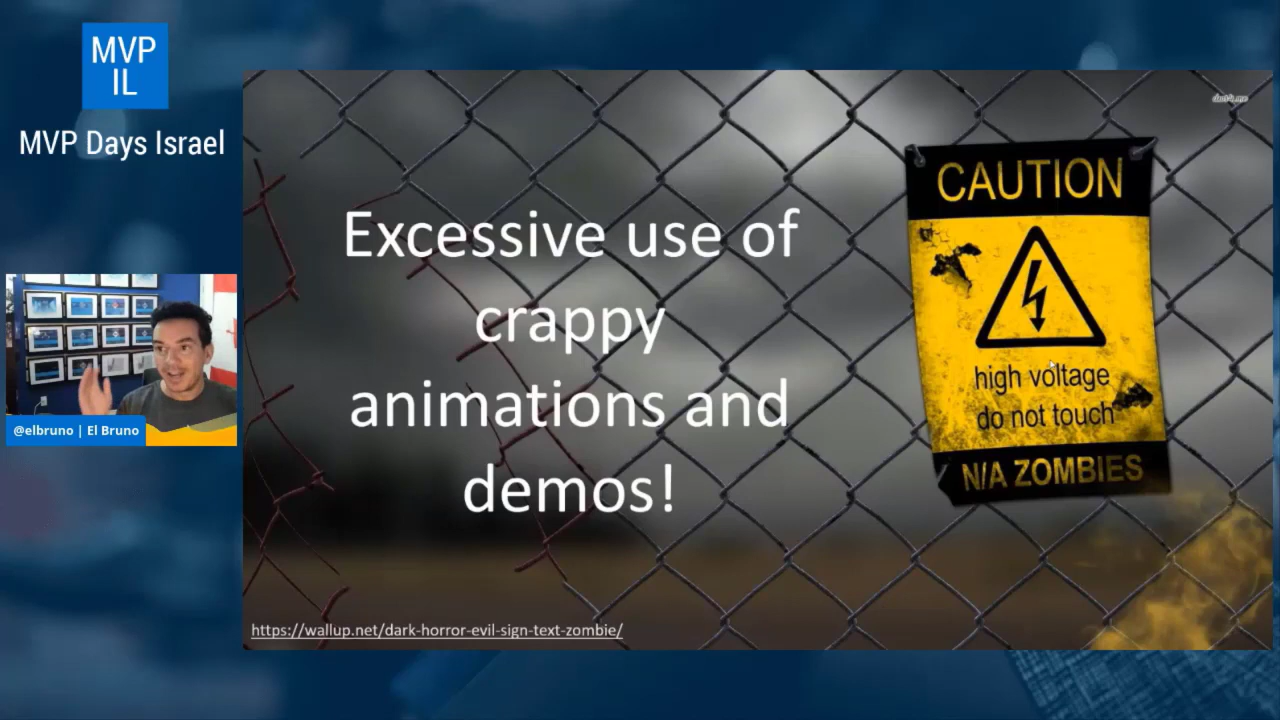 MVP
IL
MVP Days Israel
@elbruno | El Bruno
Excessive use of
crappy
animations and
demos!
CAUTION
high voltage
do not touch
N/A ZOMBIES
https://wallup.net/dark-horror-evil-sign-text-zombie/